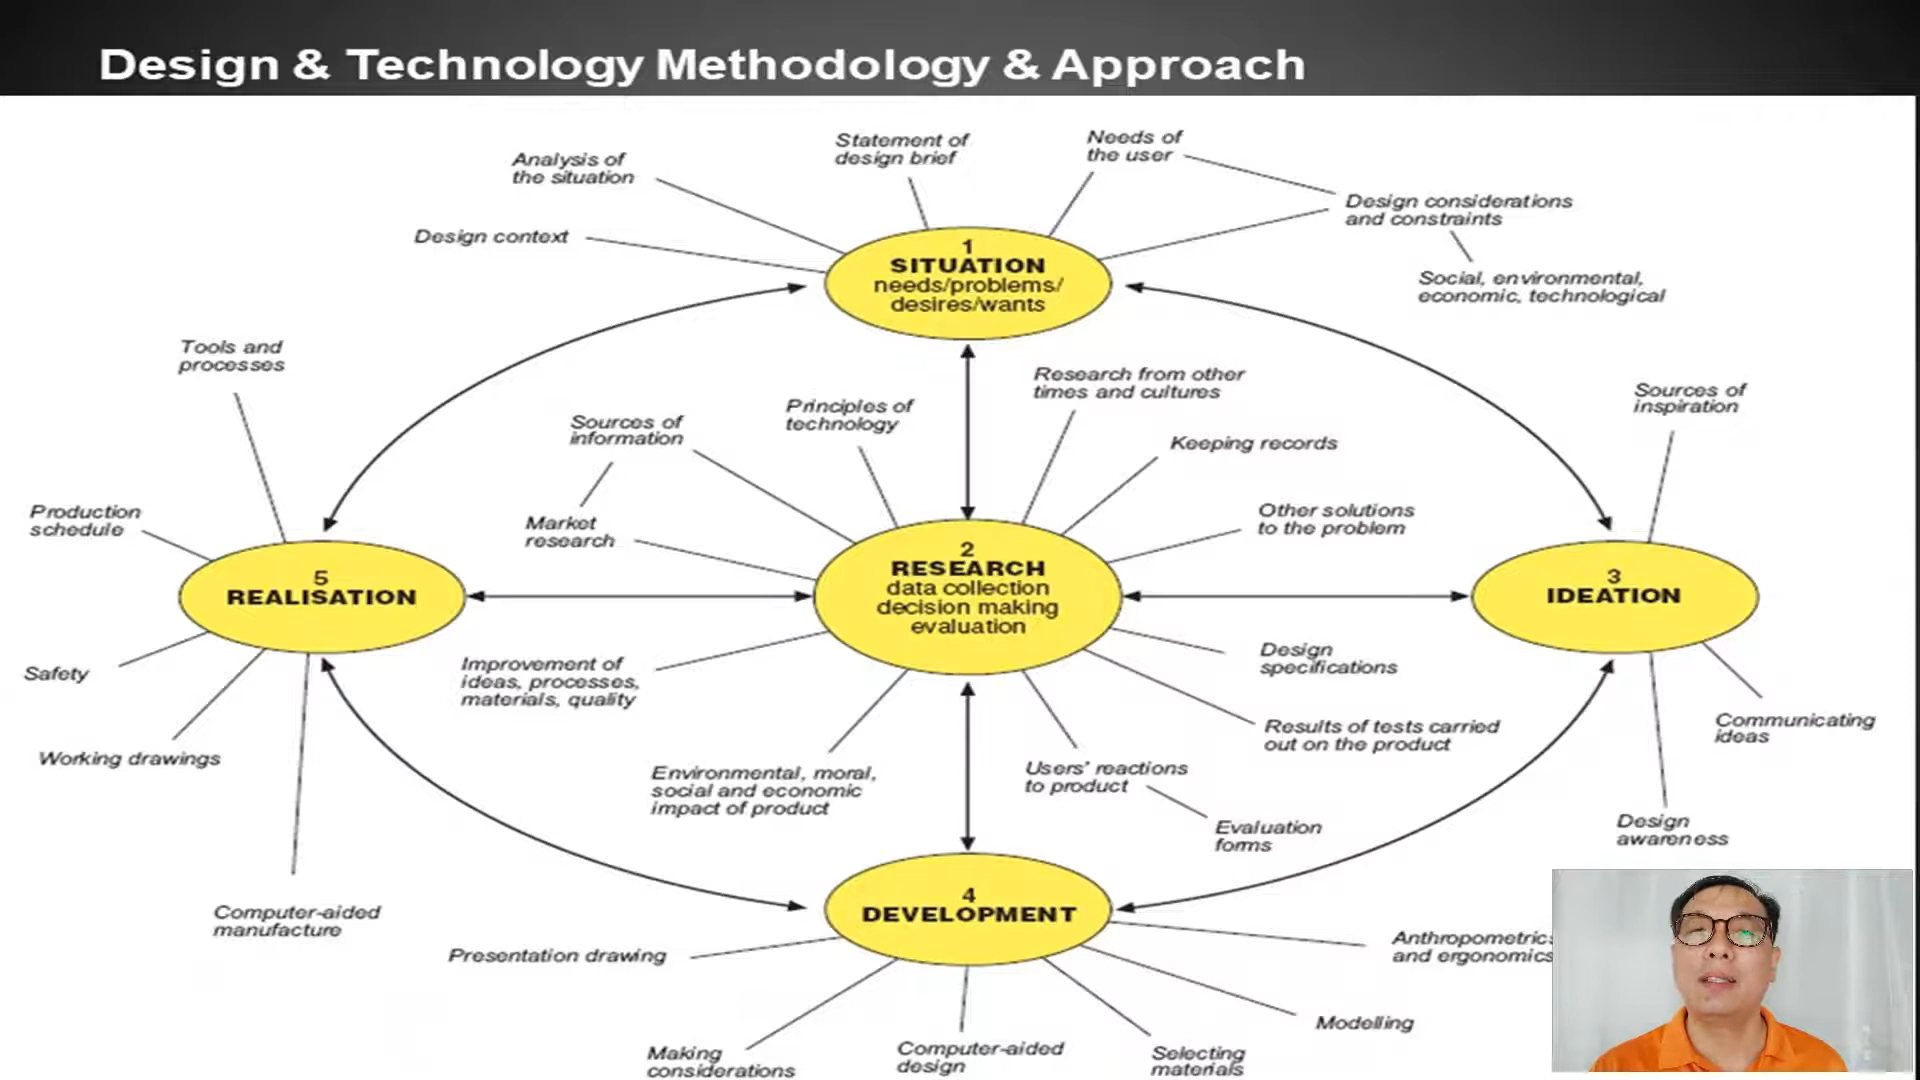 Design & Technology Methodology & Approach
Statement of
design brief
Needs of
the user
Analysis of
the situation
Design considerations
and constraints
Design context
1
SITUATION
needs/problems/
desires/wants
Social, environmental,
economic, technological
Tools and
processes
Research from other
times and cultures
Sources of
inspiration
Principles of
technology
Sources of
information
Keeping records
Production
schedule
Market
research
Other solutions
to the problem
5
REALISATION
2
RESEARCH
data collection
decision making
evaluation
3
IDEATION
Safety
Improvement of
ideas, processes,
materials, quality
Design
specifications
Working drawings
Results of tests carried
out on the product
Communicating
ideas
Environmental, moral,
social and economic
impact of product
Users' reactions
to product
Evaluation
forms
Design
awareness
4
DEVELOPMENT
Computer-aided
manufacture
Presentation drawing
Anthropometrics
and ergonomics
Modelling
Making
considerations
Computer-aided
design
Selecting
materials